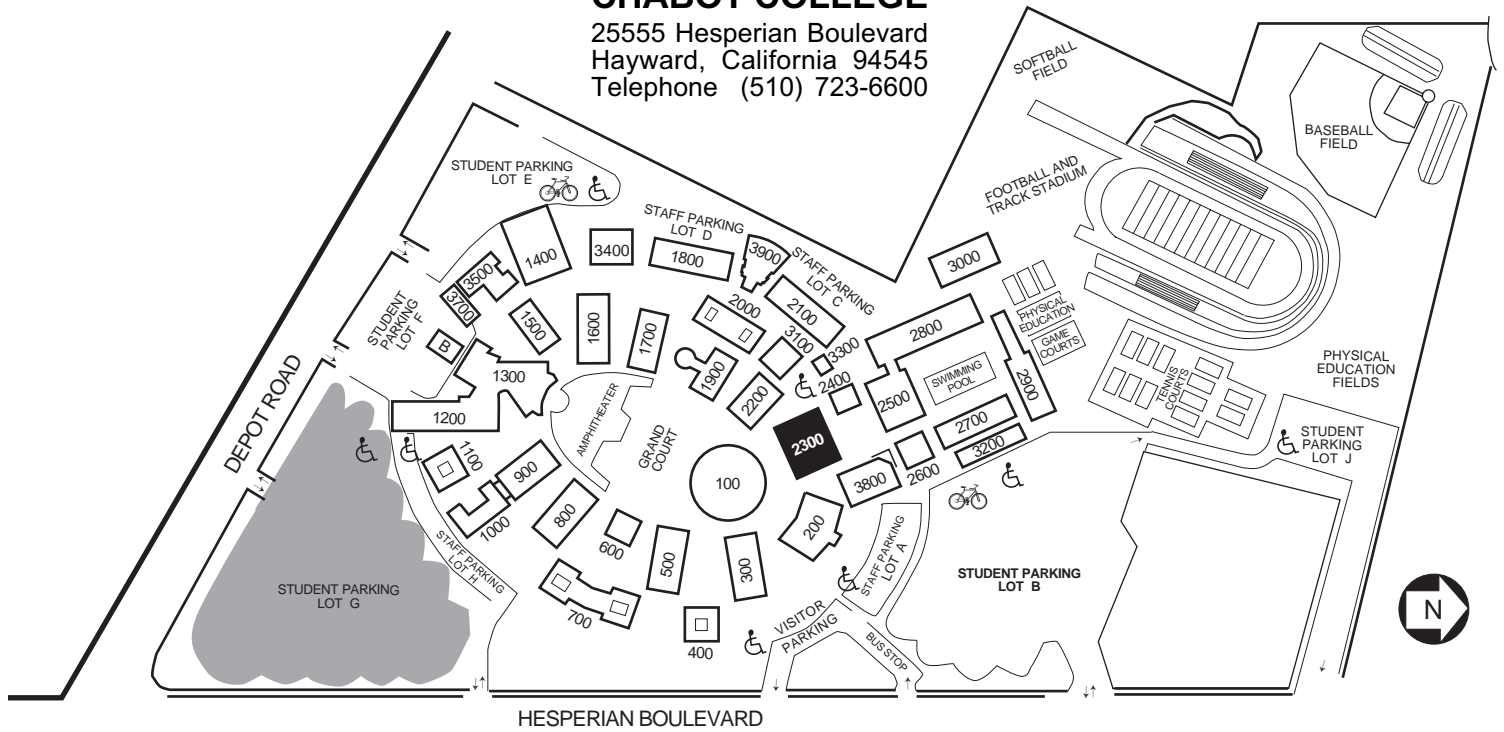 CHABOT COLLEGE
25555 Hesperian Boulevard
Hayward, California 94545
Telephone (510) 723-6600
SOFTBALL
FIELD
BASEBALL
FIELD
FOOTBALL AND
TRACK STADIUM
STUDENT PARKING
LOT E
STAFF PARKING
LOT D
STAFF PARKING
LOT C
3400
1400
1800
3900
3000
3500
3700
STUDENT
PARKING
LOT F
B
1500
1600
1700
2000
2100
3100
3300
2800
PHYSICAL
EDUCATION
GAME
COURTS
PHYSICAL
EDUCATION
FIELDS
TENNIS
COURTS
DEPOT ROAD
1300
1200
1900
2200
2400
2500
SWIMMING
POOL
2900
2700
3200
AMPHITHEATER
GRAND
COURT
2300
2600
3800
STUDENT
PARKING
LOT J
1100
900
1000
800
600
500
100
300
200
STAFF PARKING
LOT H
STAFF PARKING
LOT A
STUDENT PARKING
LOT G
STUDENT PARKING
LOT B
700
400
VISITOR
PARKING
BUS STOP
N
HESPERIAN BOULEVARD